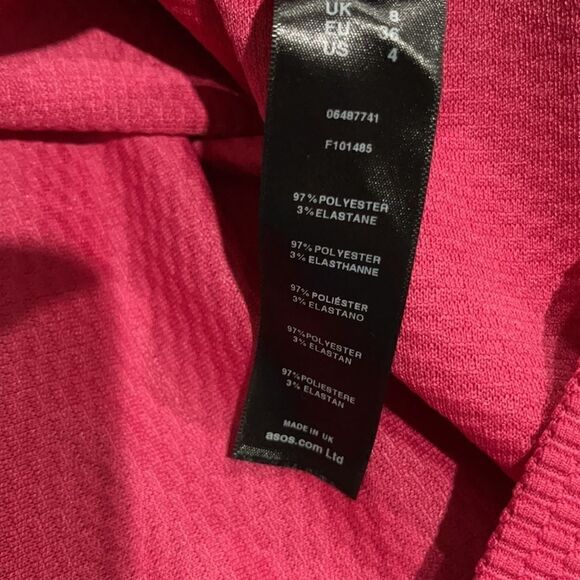 UK 8
EU 36
US 4
06487741
F101485
97%POLYESTER
3%ELASTANE
97%POLYESTER
3%ELASTHANNE
97%POLIÉSTER
3%ELASTANO
97%POLYESTER
3%ELASTAN
97%POLIESTERE
3%ELASTAN
MADE IN UK
asos.com Ltd